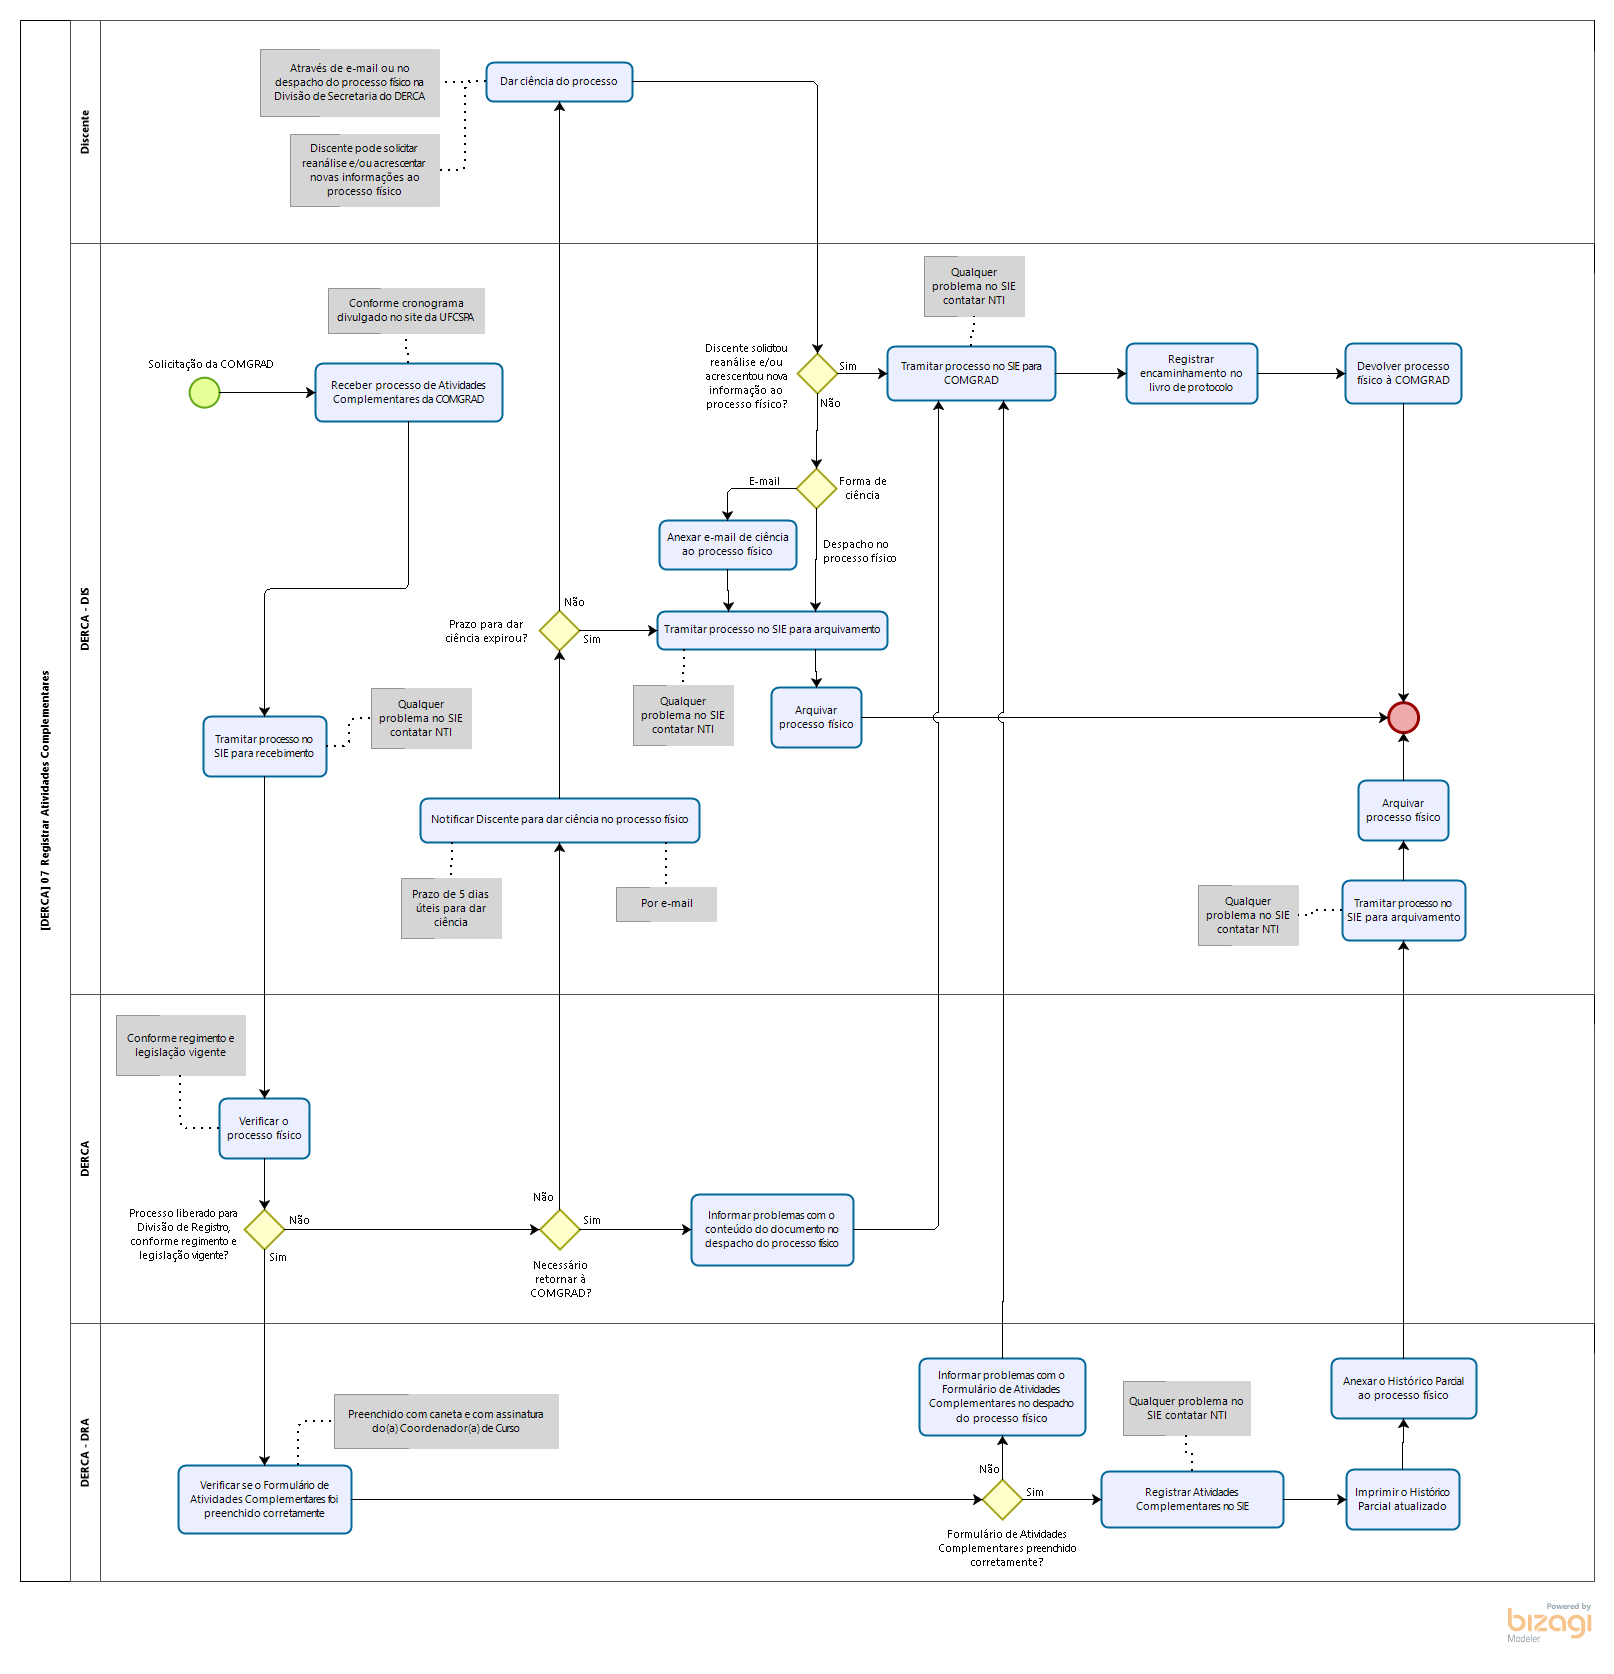 [DERCA] 07 Registrar Atividades Complementares
Discente
Através de e-mail ou no
despacho do processo físico na
Divisão de Secretaria do DERCA
Dar ciência do processo
Discente pode solicitar
reanálise e/ou acrescentar
novas informações ao
processo físico
DERCA - DIS
Solicitação da COMGRAD
Conforme cronograma
divulgado no site da UFCSPA
Receber processo de Atividades
Complementares da COMGRAD
Discente solicitou
reanálise e/ou
acrescentou nova
informação ao
processo físico?
Sim
Não
Qualquer
problema no SIE
contatar NTI
Tramitar processo no SIE para
COMGRAD
Registrar
encaminhamento no
livro de protocolo
Devolver processo
físico à COMGRAD
E-mail
Forma de
ciência
Anexar e-mail de ciência
ao processo físico
Despacho no
processo físico
Não
Prazo para dar
ciência expirou?
Sim
Tramitar processo no SIE para arquivamento
Qualquer
problema no SIE
contatar NTI
Arquivar
processo físico
Tramitar processo no
SIE para recebimento
Qualquer
problema no SIE
contatar NTI
Notificar Discente para dar ciência no processo físico
Prazo de 5 dias
úteis para dar
ciência
Por e-mail
Arquivar
processo físico
Qualquer
problema no SIE
contatar NTI
Tramitar processo no
SIE para arquivamento
DERCA
Conforme regimento e
legislação vigente
Verificar o
processo físico
Processo liberado para
Divisão de Registro,
conforme regimento e
legislação vigente?
Não
Sim
Não
Sim
Necessário
retornar à
COMGRAD?
Informar problemas com o
conteúdo do documento no
despacho do processo físico
DERCA - DRA
Preenchido com caneta e com assinatura
do(a) Coordenador(a) de Curso
Verificar se o Formulário de
Atividades Complementares foi
preenchido corretamente
Informar problemas com o
Formulário de Atividades
Complementares no despacho
do processo físico
Não
Sim
Formulário de Atividades
Complementares preenchido
corretamente?
Qualquer problema no
SIE contatar NTI
Registrar Atividades
Complementares no SIE
Imprimir o Histórico
Parcial atualizado
Anexar o Histórico Parcial
ao processo físico
Powered by
bizagi
Modeler